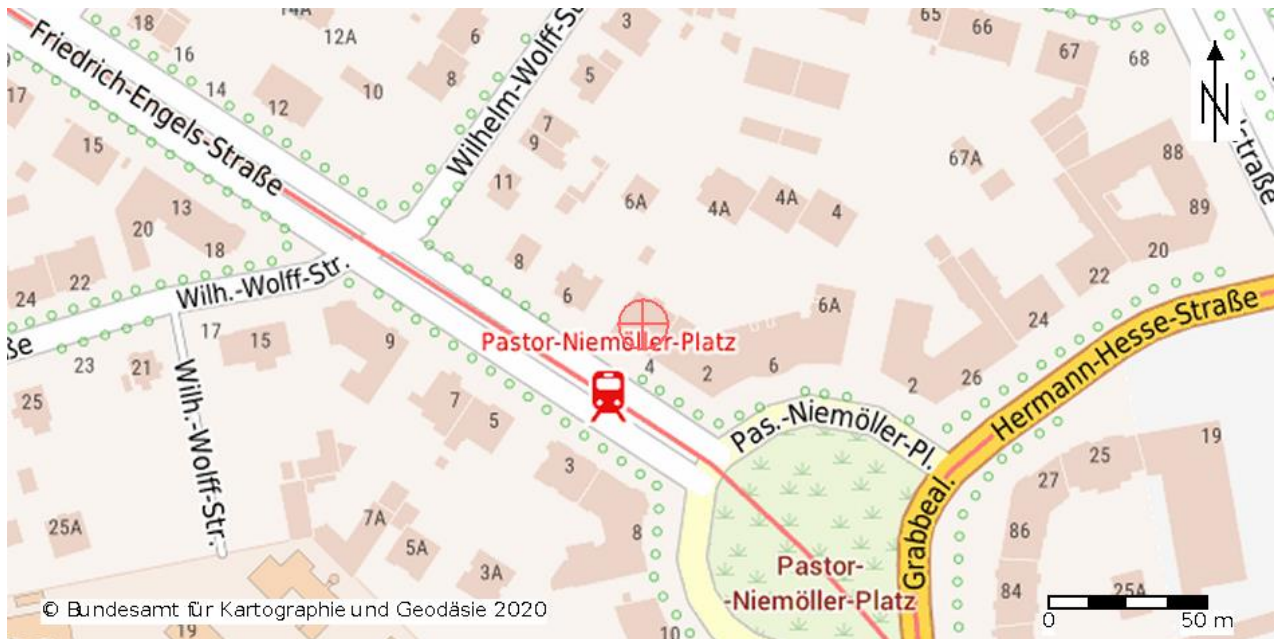 18
14A
12A
6
3
65
66
67
68
16
Friedrich-Engels-Straße
14
12
10
8
5
Wilhelm-Wolff-St
N
17
15
7
9
88
67A
straße
13
11
6A
4A
4A
4
89
20
18
20
8
22
24
22
Wilh.-Wolff-Str.
6
6A
24
Hermann-Hesse-Straße
17
15
9
Pastor-Niemöller-Platz
ße
23
21
4
2
6
2
26
25
Wilh.-Wolff-Str.
7
5
Pas.-Niemöller-Pl.
19
25
3
27
25A
7A
5A
8
86
Grabbeal.
3A
Pastor-
-Niemöller-Platz
84
25A
© Bundesamt für Kartographie und Geodäsie 2020
0
50 m
19
10